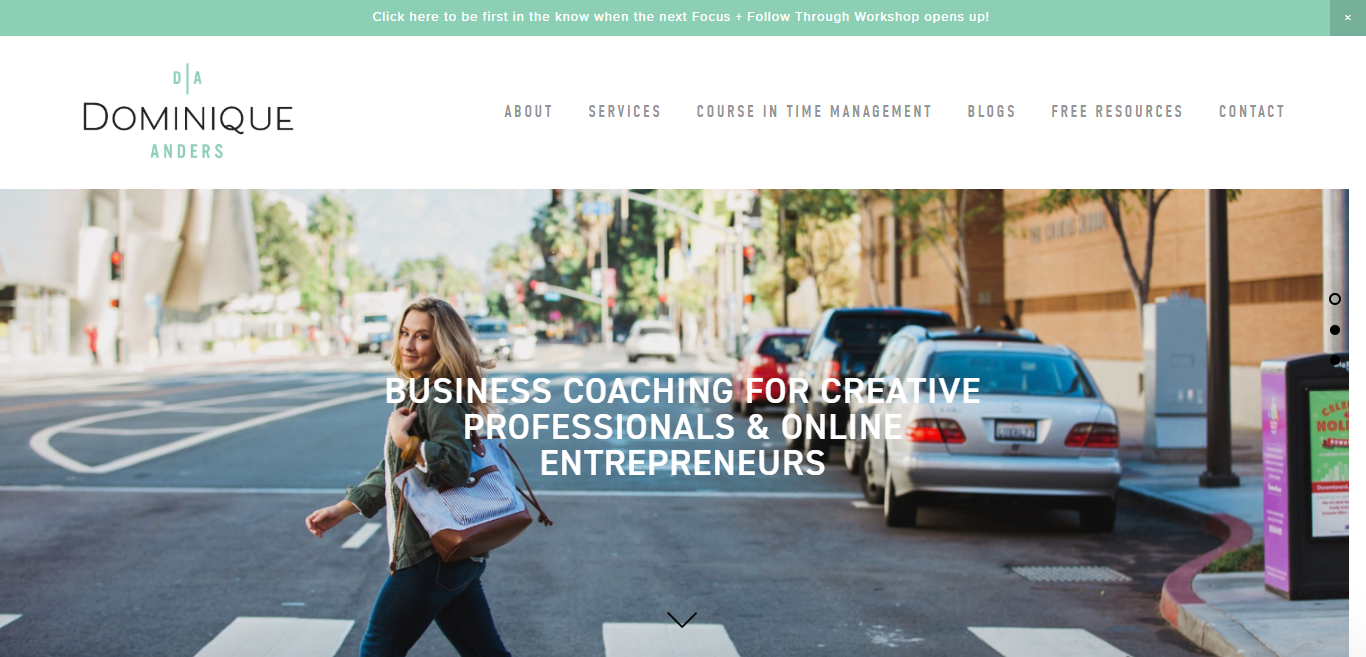 Click here to be first in the know when the next Focus + Follow Through Workshop opens up!
×
D|A
DOMINIQUE
ANDERS
ABOUT SERVICES COURSE IN TIME MANAGEMENT BLOGS FREE RESOURCES CONTACT
BUSINESS COACHING FOR CREATIVE
PROFESSIONALS & ONLINE
ENTREPRENEURS